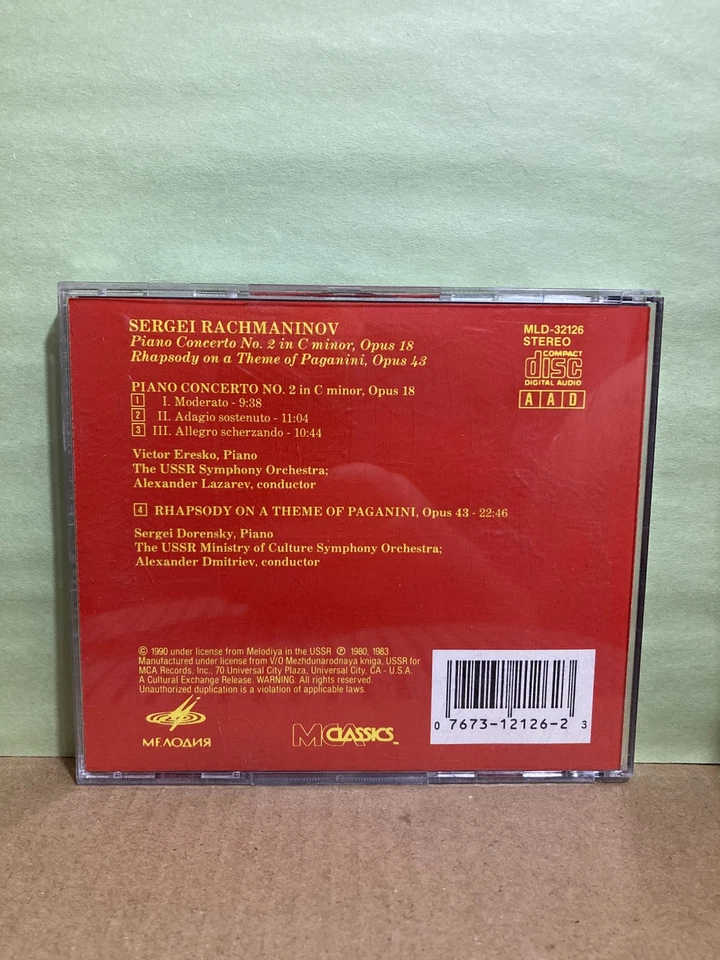 SERGEI RACHMANINOV
Piano Concerto No. 2 in C minor, Opus 18
Rhapsody on a Theme of Paganini, Opus 43
MLD-32126
STEREO
COMPACT
disc
DIGITAL AUDIO
A A D
PIANO CONCERTO NO. 2 in C minor, Opus 18
1 I. Moderato - 9:38
2 II. Adagio sostenuto - 11:04
3 III. Allegro scherzando - 10:44
Victor Eresko, Piano
The USSR Symphony Orchestra;
Alexander Lazarev, conductor
4 RHAPSODY ON A THEME OF PAGANINI, Opus 43 - 22:46
Sergei Dorensky, Piano
The USSR Ministry of Culture Symphony Orchestra;
Alexander Dmitriev, conductor
© 1990 under license from Melodiya in the USSR ℗ 1980, 1983
Manufactured under license from V/O Mezhdunarodnaya kniga, USSR for
MCA Records, Inc., 70 Universal City Plaza, Universal City, CA - U.S.A.
A Cultural Exchange Release. WARNING: All rights reserved.
Unauthorized duplication is a violation of applicable laws.
МЕЛОДИЯ
MCA CLASSICS™
0 7673-12126-2 3